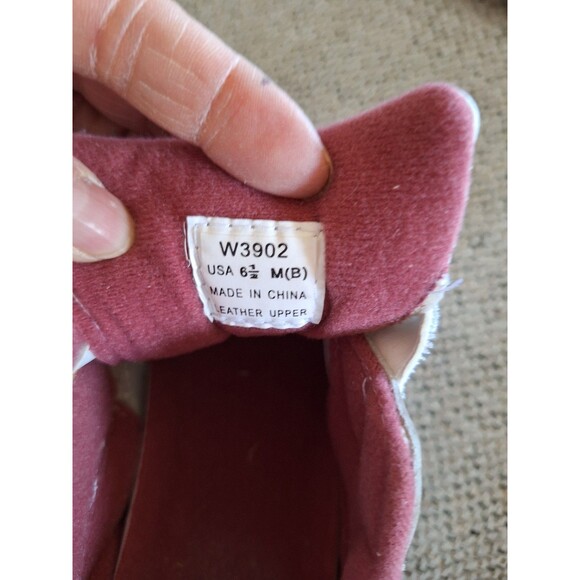 W3902
USA 6½ M(B)
MADE IN CHINA
LEATHER UPPER